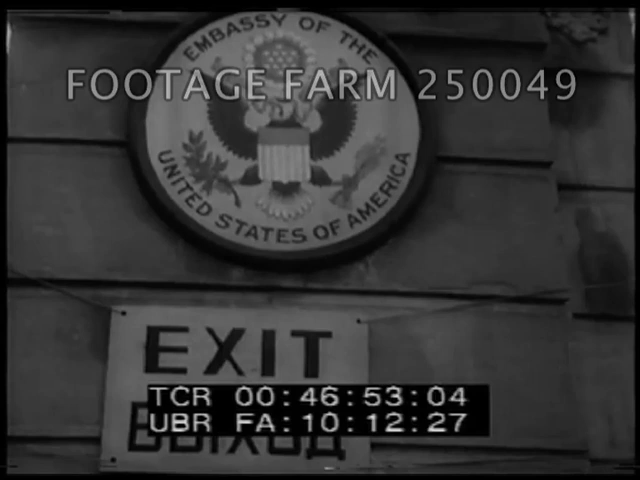 EMBASSY OF THE
FOOTAGE FARM 250049
UNITED STATES OF AMERICA
EXIT
TCR 00:46:53:04
UBR FA:10:12:27
ВЫХОД